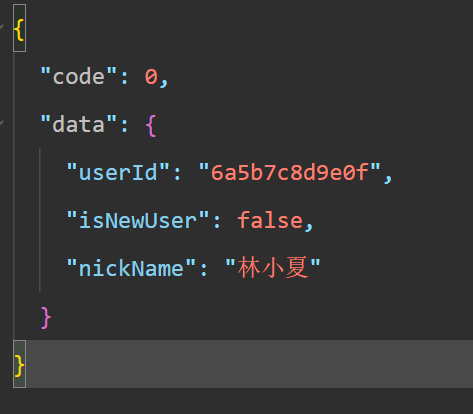 {
"code": 0,
"data": {
"userId": "6a5b7c8d9e0f",
"isNewUser": false,
"nickName": "林小夏"
}
}